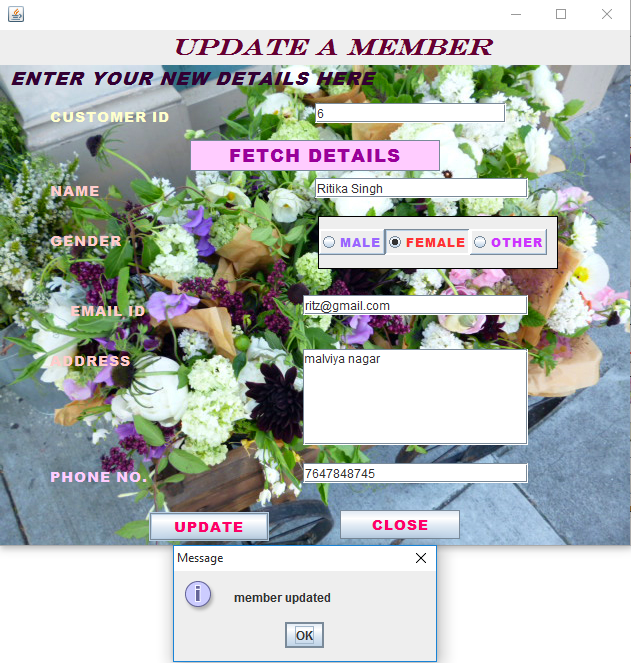 UPDATE A MEMBER
ENTER YOUR NEW DETAILS HERE
CUSTOMER ID 6
FETCH DETAILS
NAME Ritika Singh
GENDER MALE FEMALE OTHER
EMAIL ID ritz@gmail.com
ADDRESS malviya nagar
PHONE NO. 7647848745
UPDATE CLOSE
Message
member updated
OK